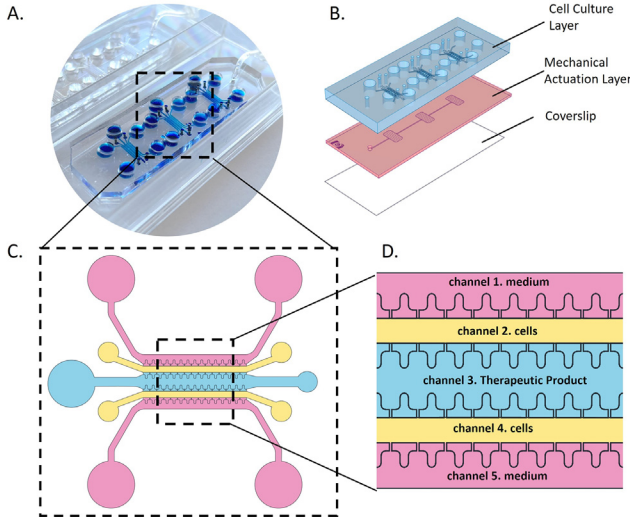 A.
B.
Cell Culture
Layer
Mechanical
Actuation Layer
Coverslip
C.
D.
channel 1. medium
channel 2. cells
channel 3. Therapeutic Product
channel 4. cells
channel 5. medium